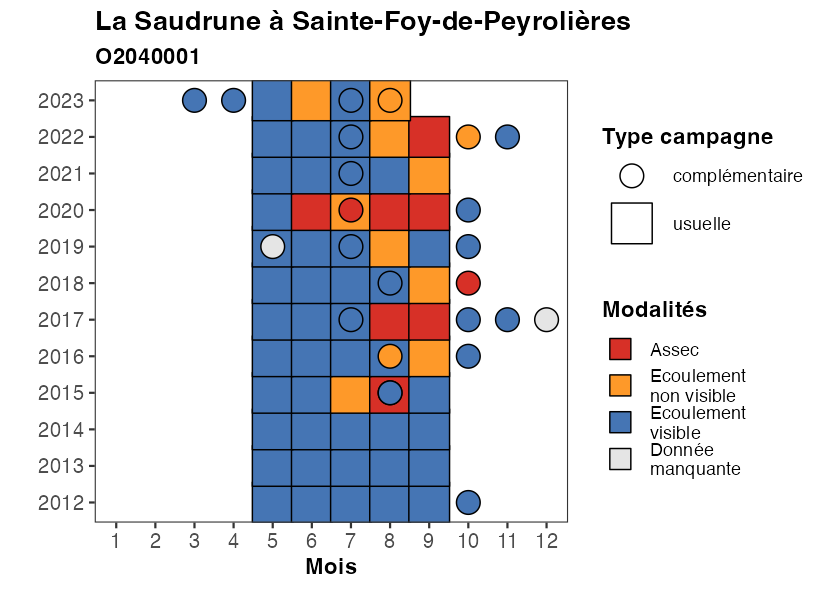 La Saudrune à Sainte-Foy-de-Peyrolières
O2040001
2023
2022
2021
2020
2019
2018
2017
2016
2015
2014
2013
2012
1 2 3 4 5 6 7 8 9 10 11 12
Mois
Type campagne
complémentaire
usuelle
Modalités
Assec
Ecoulement
non visible
Ecoulement
visible
Donnée
manquante